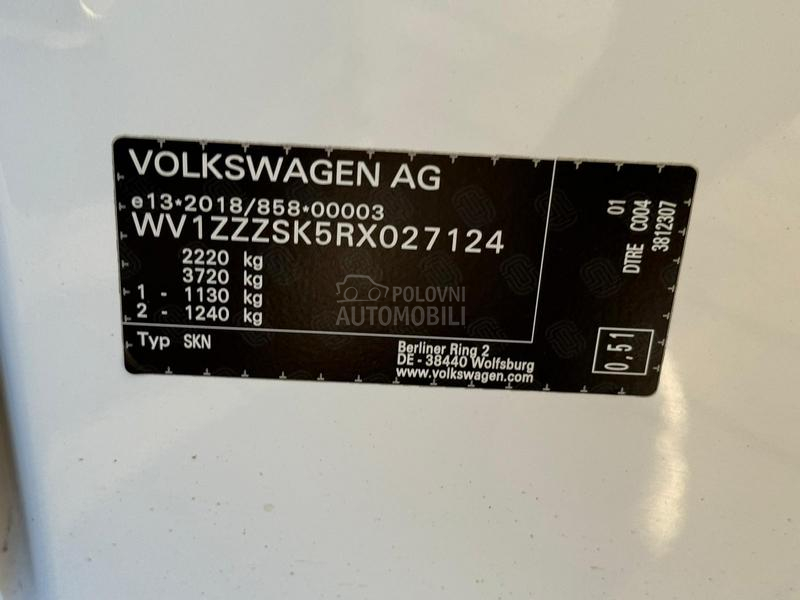 VOLKSWAGEN AG
e13*2018/858*00003
WV1ZZZSK5RX027124
2220 kg
3720 kg
1 - 1130 kg
2 - 1240 kg
Typ SKN
Berliner Ring 2
DE - 38440 Wolfsburg
www.volkswagen.com
01
DTRE C004
3812307
0,51
POLOVNI
AUTOMOBILI